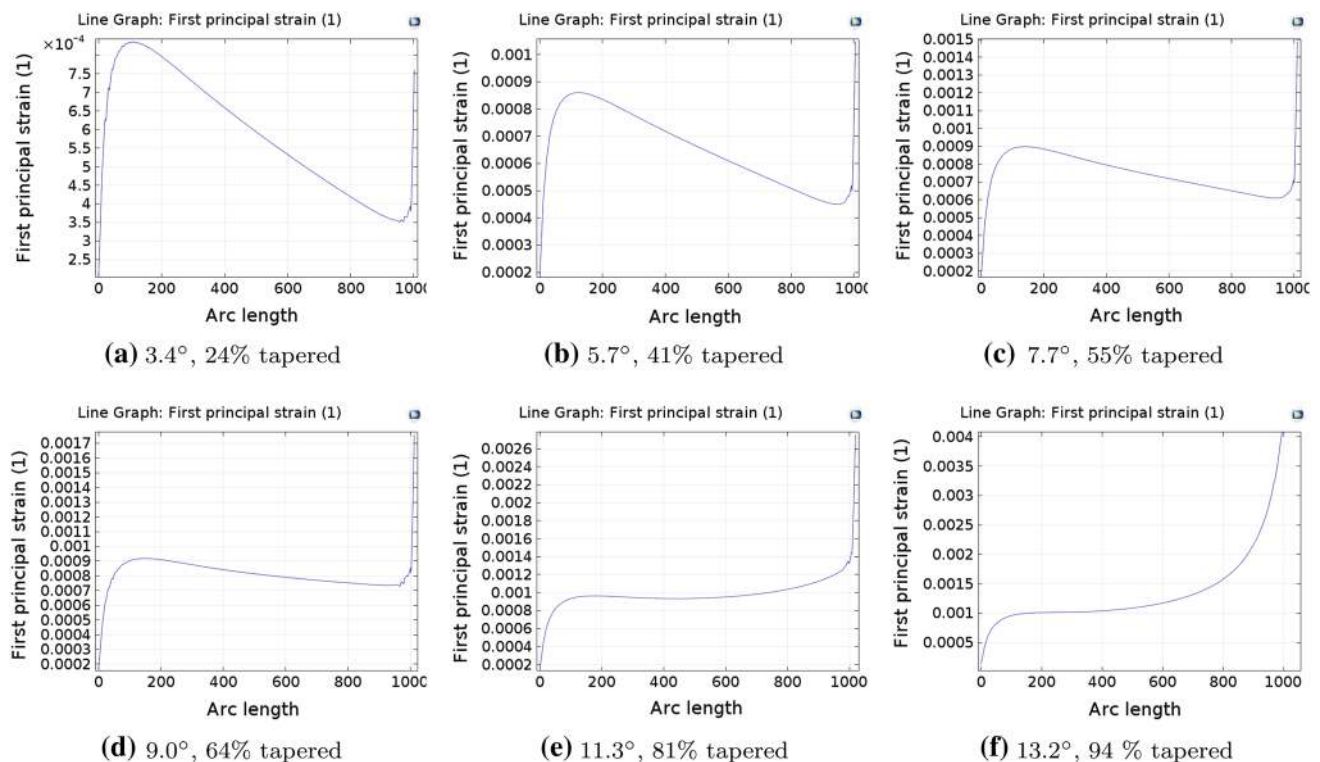 Line Graph: First principal strain (1)
×10⁻⁴
First principal strain (1)
7.5
7
6.5
6
5.5
5
4.5
4
3.5
3
2.5
0 200 400 600 800 1000
Arc length
(a) 3.4°, 24% tapered
Line Graph: First principal strain (1)
First principal strain (1)
0.001
0.0009
0.0008
0.0007
0.0006
0.0005
0.0004
0.0003
0.0002
0 200 400 600 800 1000
Arc length
(b) 5.7°, 41% tapered
Line Graph: First principal strain (1)
First principal strain (1)
0.0015
0.0014
0.0013
0.0012
0.0011
0.001
0.0009
0.0008
0.0007
0.0006
0.0005
0.0004
0.0003
0.0002
0 200 400 600 800 1000
Arc length
(c) 7.7°, 55% tapered
Line Graph: First principal strain (1)
First principal strain (1)
0.0017
0.0016
0.0015
0.0014
0.0013
0.0012
0.0011
0.001
0.0009
0.0008
0.0007
0.0006
0.0005
0.0004
0.0003
0.0002
0 200 400 600 800 1000
Arc length
(d) 9.0°, 64% tapered
Line Graph: First principal strain (1)
First principal strain (1)
0.0026
0.0024
0.0022
0.002
0.0018
0.0016
0.0014
0.0012
0.001
0.0008
0.0006
0.0004
0.0002
0 200 400 600 800 1000
Arc length
(e) 11.3°, 81% tapered
Line Graph: First principal strain (1)
First principal strain (1)
0.004
0.0035
0.003
0.0025
0.002
0.0015
0.001
0.0005
0 200 400 600 800 1000
Arc length
(f) 13.2°, 94 % tapered